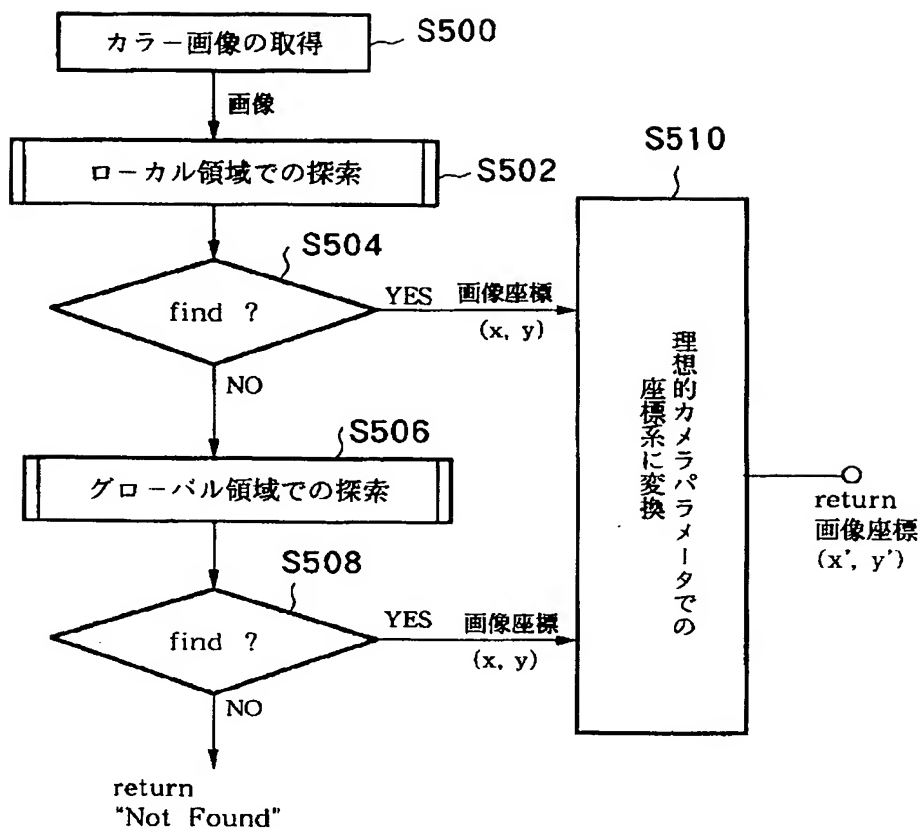 カラー画像の取得
S500
画像
ローカル領域での探索
S502
S504
find ?
YES
画像座標
(x, y)
NO
S506
グローバル領域での探索
S508
find ?
YES
画像座標
(x, y)
NO
return
"Not Found"
S510
理想的カメラパラメータでの
座標系に変換
return
画像座標
(x', y')